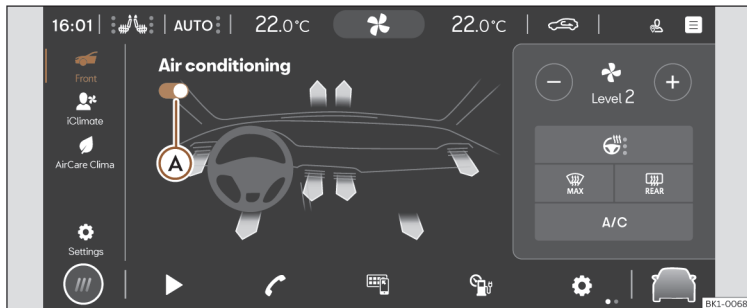 16:01 AUTO 22.0°C 22.0°C
Air conditioning
Front
iClimate
AirCare Clima
Settings
A
Level 2
MAX REAR
A/C
BK1-0068